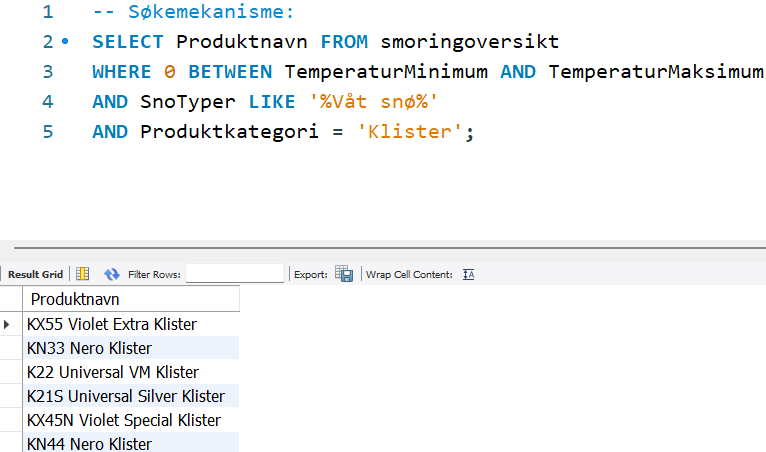 1 -- Søkemekanisme:
2 SELECT Produktnavn FROM smoringoversikt
3 WHERE 0 BETWEEN TemperaturMinimum AND TemperaturMaksimum
4 AND SnoTyper LIKE '%Våt snø%'
5 AND Produktkategori = 'Klister';
Result Grid Filter Rows: Export: Wrap Cell Content:
Produktnavn
KX55 Violet Extra Klister
KN33 Nero Klister
K22 Universal VM Klister
K21S Universal Silver Klister
KX45N Violet Special Klister
KN44 Nero Klister